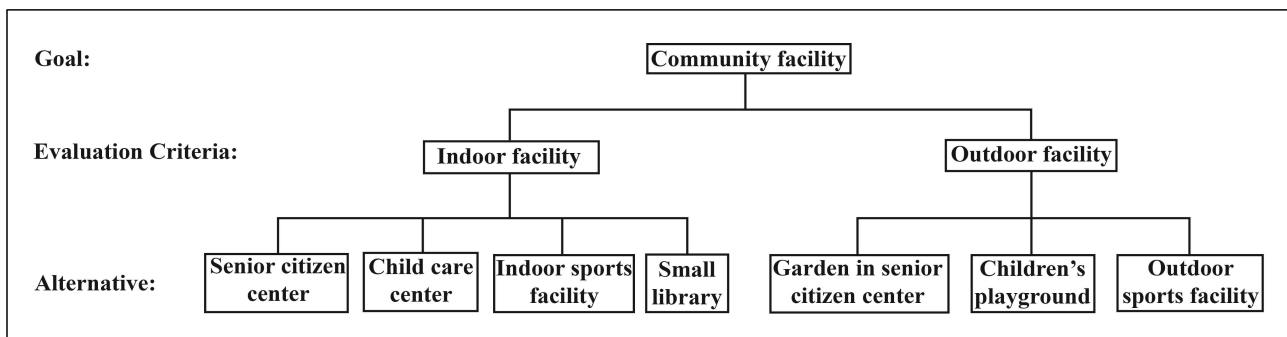 Goal:
Community facility
Evaluation Criteria:
Indoor facility
Outdoor facility
Alternative:
Senior citizen
center
Child care
center
Indoor sports
facility
Small
library
Garden in senior
citizen center
Children’s
playground
Outdoor
sports facility